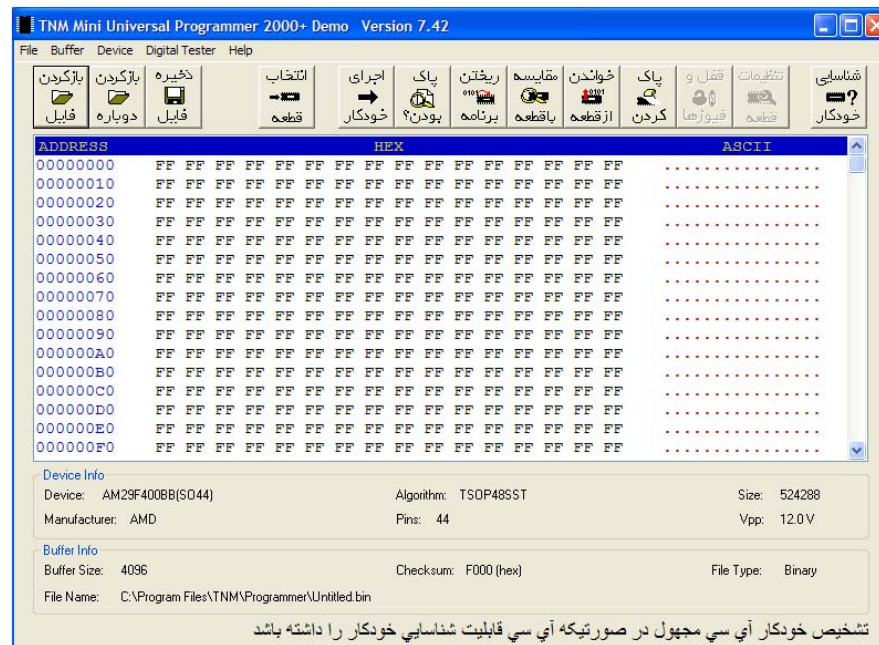 TNM Mini Universal Programmer 2000+ Demo Version 7.42
File Buffer Device Digital Tester Help
بازکردن فایل
بازکردن دوباره
ذخیره فایل
انتخاب قطعه
اجرای خودکار
پاک بودن؟
ریختن برنامه
مقایسه باقطعه
خواندن ازقطعه
پاک کردن
قفل و فیوزها
تنظیمات قطعه
شناسایی خودکار
ADDRESS HEX ASCII
00000000 FF FF FF FF FF FF FF FF FF FF FF FF FF FF FF FF ................
00000010 FF FF FF FF FF FF FF FF FF FF FF FF FF FF FF FF ................
00000020 FF FF FF FF FF FF FF FF FF FF FF FF FF FF FF FF ................
00000030 FF FF FF FF FF FF FF FF FF FF FF FF FF FF FF FF ................
00000040 FF FF FF FF FF FF FF FF FF FF FF FF FF FF FF FF ................
00000050 FF FF FF FF FF FF FF FF FF FF FF FF FF FF FF FF ................
00000060 FF FF FF FF FF FF FF FF FF FF FF FF FF FF FF FF ................
00000070 FF FF FF FF FF FF FF FF FF FF FF FF FF FF FF FF ................
00000080 FF FF FF FF FF FF FF FF FF FF FF FF FF FF FF FF ................
00000090 FF FF FF FF FF FF FF FF FF FF FF FF FF FF FF FF ................
000000A0 FF FF FF FF FF FF FF FF FF FF FF FF FF FF FF FF ................
000000B0 FF FF FF FF FF FF FF FF FF FF FF FF FF FF FF FF ................
000000C0 FF FF FF FF FF FF FF FF FF FF FF FF FF FF FF FF ................
000000D0 FF FF FF FF FF FF FF FF FF FF FF FF FF FF FF FF ................
000000E0 FF FF FF FF FF FF FF FF FF FF FF FF FF FF FF FF ................
000000F0 FF FF FF FF FF FF FF FF FF FF FF FF FF FF FF FF ................
Device Info
Device: AM29F400BB(SO44) Algorithm: TSOP48SST Size: 524288
Manufacturer: AMD Pins: 44 Vpp: 12.0 V
Buffer Info
Buffer Size: 4096 Checksum: F000 (hex) File Type: Binary
File Name: C:\Program Files\TNM\Programmer\Untitled.bin
تشخيص خودکار آي سي مجهول در صورتيکه آي سي قابليت شناسايي خودکار را داشته باشد